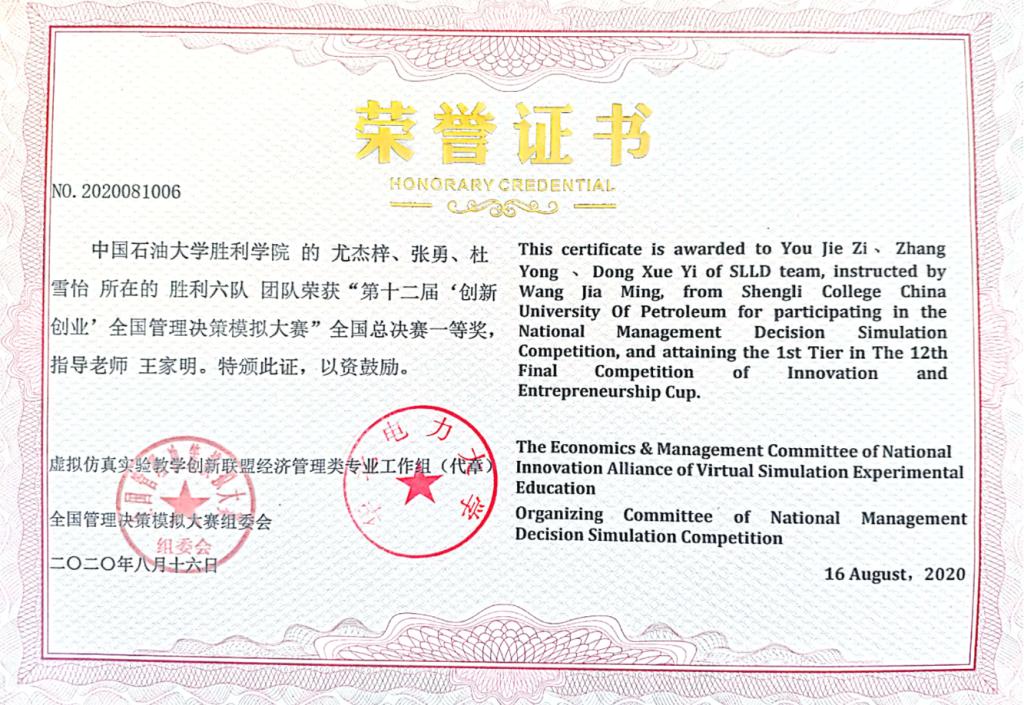 荣誉证书
HONORARY CREDENTIAL
NO.2020081006
中国石油大学胜利学院 的 尤杰梓、张勇、杜
雪怡 所在的 胜利六队 团队荣获“第十二届‘创新
创业’全国管理决策模拟大赛”全国总决赛一等奖，
指导老师 王家明。特颁此证，以资鼓励。
虚拟仿真实验教学创新联盟经济管理类专业工作组（代章）
全国管理决策模拟大赛组委会
二〇二〇年八月十六日
组委会
电力大学
This certificate is awarded to You Jie Zi、Zhang
Yong 、Dong Xue Yi of SLLD team, instructed by
Wang Jia Ming, from Shengli College China
University Of Petroleum for participating in the
National Management Decision Simulation
Competition, and attaining the 1st Tier in The 12th
Final Competition of Innovation and
Entrepreneurship Cup.
The Economics & Management Committee of National
Innovation Alliance of Virtual Simulation Experimental
Education
Organizing Committee of National Management
Decision Simulation Competition
16 August，2020